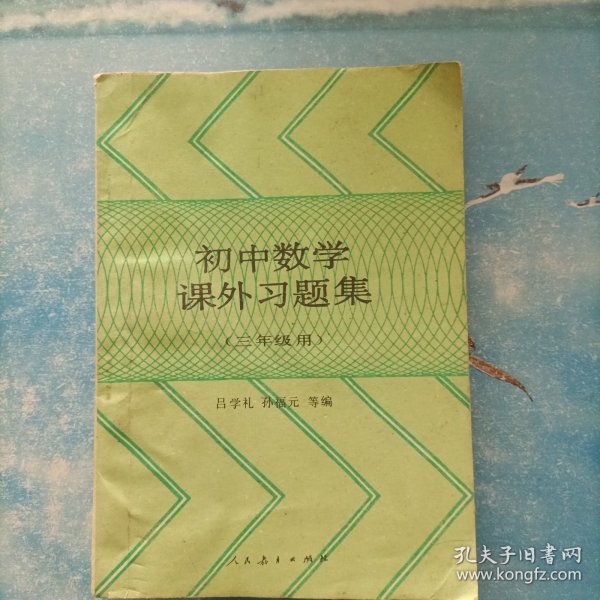 初中数学
课外习题集
（三年级用）
吕学礼 孙福元 等编
人民教育出版社
孔夫子旧书网
www.kongfz.com